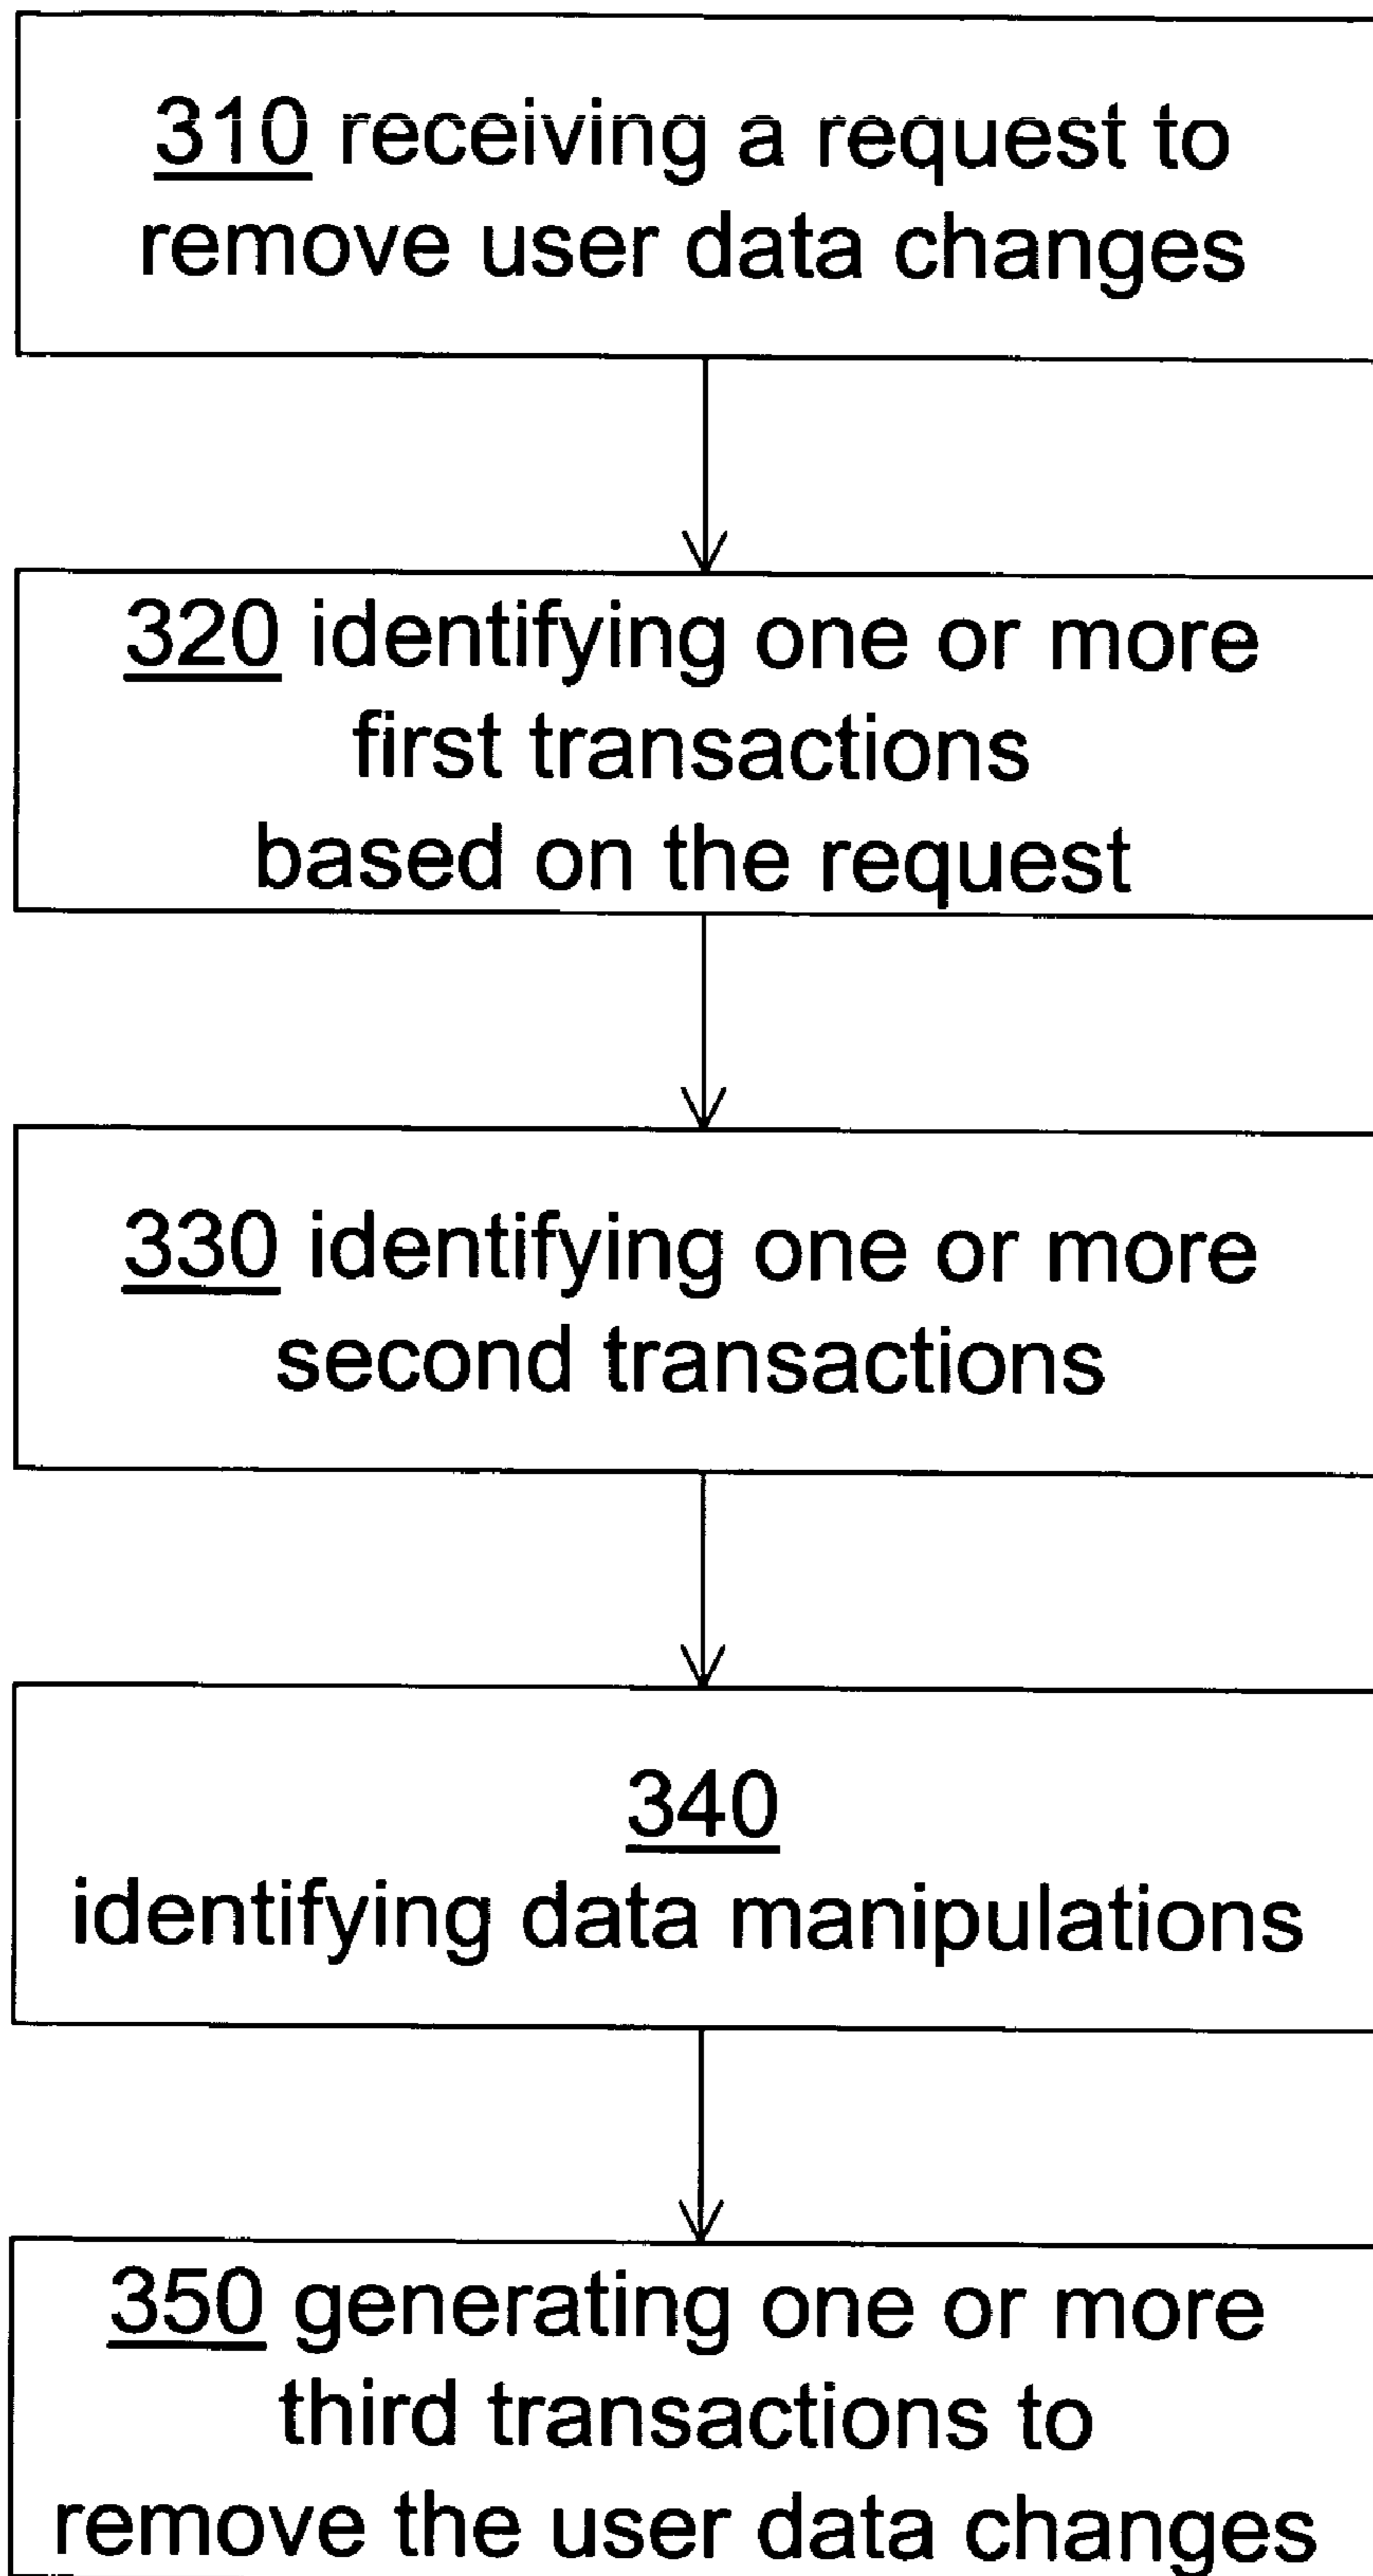 310 receiving a request to
remove user data changes
320 identifying one or more
first transactions
based on the request
330 identifying one or more
second transactions
340
identifying data manipulations
350 generating one or more
third transactions to
remove the user data changes